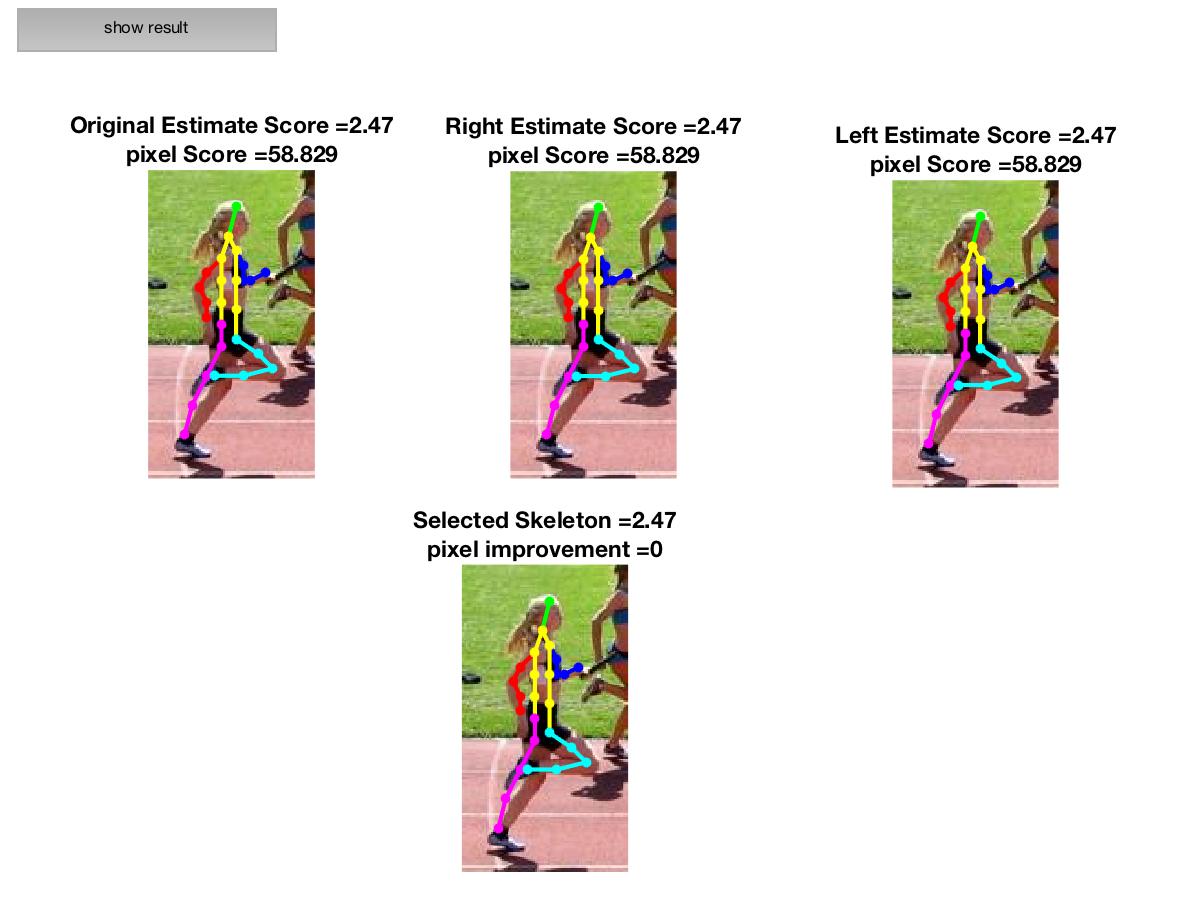 show result
Original Estimate Score =2.47
pixel Score =58.829
Right Estimate Score =2.47
pixel Score =58.829
Left Estimate Score =2.47
pixel Score =58.829
Selected Skeleton =2.47
pixel improvement =0